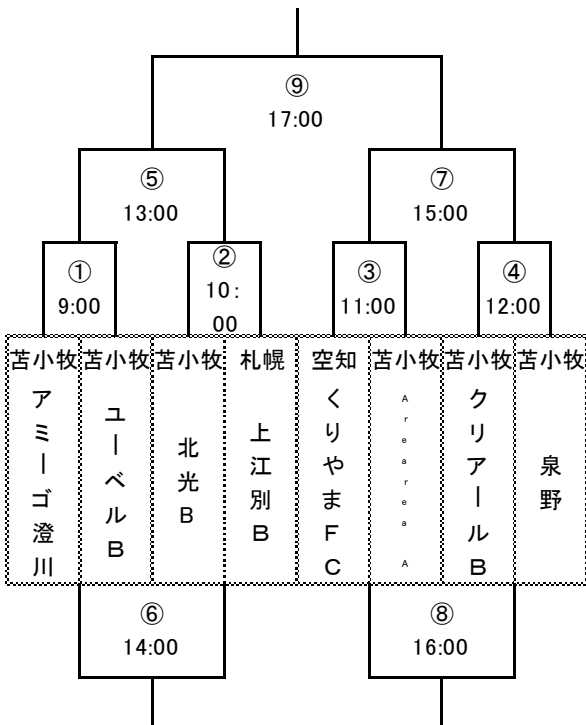 ⑨
17:00
⑤
13:00
⑦
15:00
①
9:00
②
10:
00
③
11:00
④
12:00
苫小牧
苫小牧
苫小牧
札幌
空知
苫小牧
苫小牧
苫小牧
アミーゴ澄川
ユーベルB
北光B
上江別B
くりやまFC
Arearea A
クリアールB
泉野
⑥
14:00
⑧
16:00